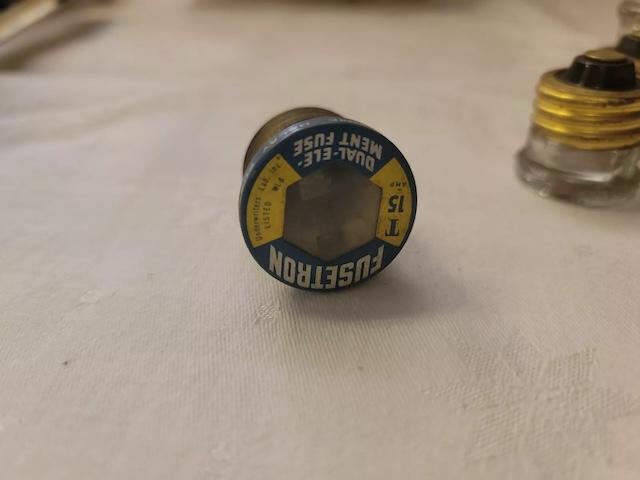 FUSETRON
T
15
AMP
DUAL-ELE-
MENT FUSE
Underwriters' Lab. Inc.
LISTED